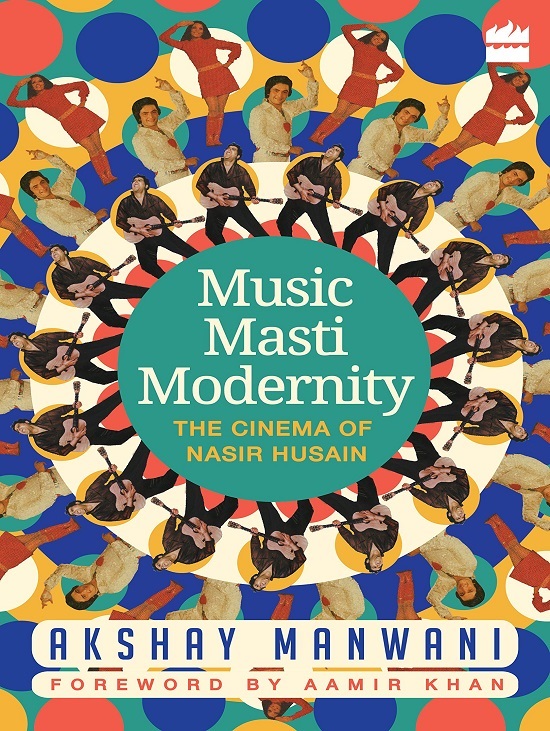 Music
Masti
Modernity
THE CINEMA OF
NASIR HUSAIN
AKSHAY MANWANI
FOREWORD BY AAMIR KHAN